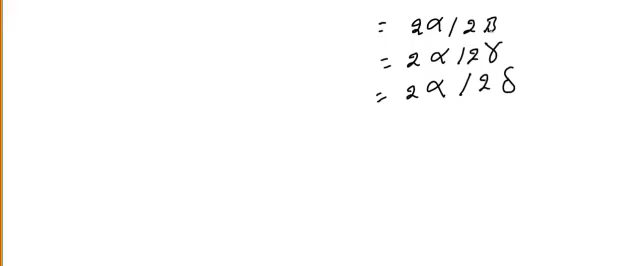 = 2α/2β
= 2α/2γ
= 2α/2δ